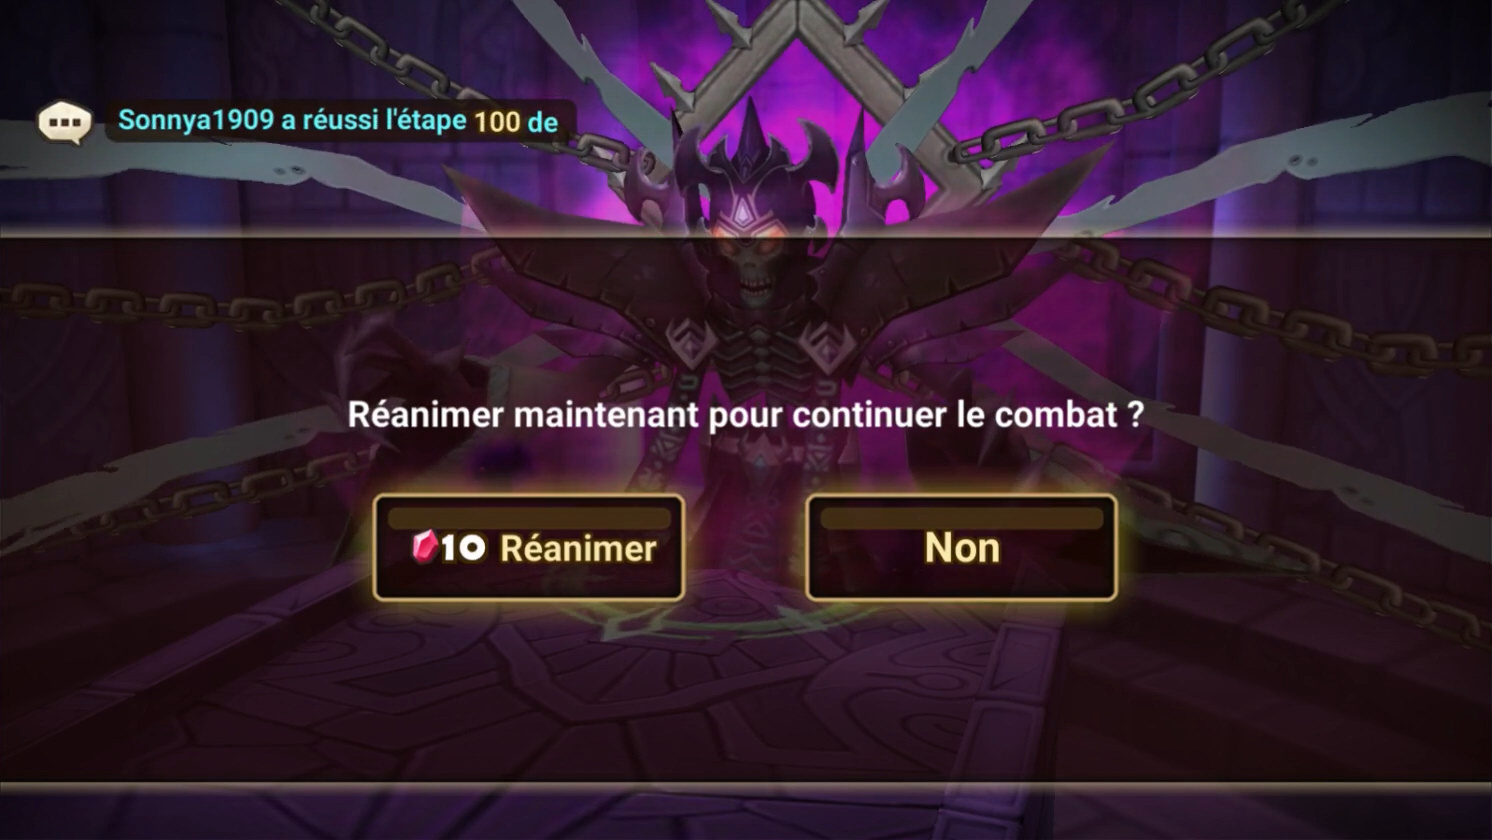 Sonnya1909 a réussi l'étape 100 de
Réanimer maintenant pour continuer le combat ?
10 Réanimer
Non